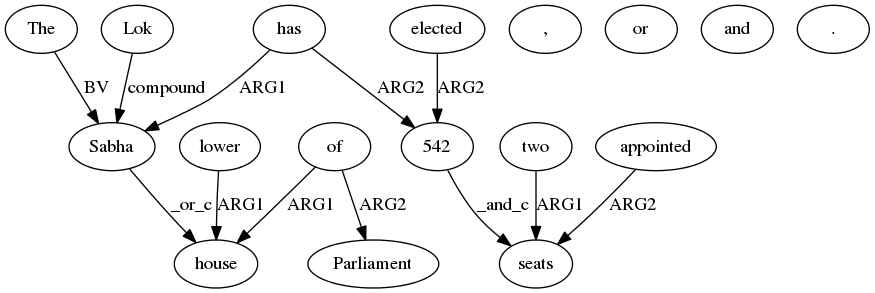 The Lok has elected , or and .
BV compound ARG1 ARG2 ARG2
Sabha lower of 542 two appointed
_or_c ARG1 ARG1 ARG2 _and_c ARG1 ARG2
house Parliament seats